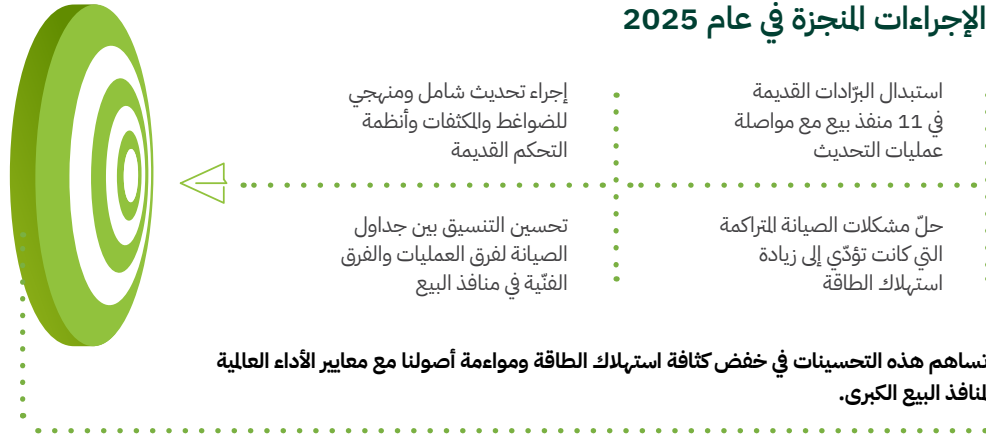 الإجراءات المنجزة في عام 2025
استبدال البرّادات القديمة
في 11 منفذ بيع مع مواصلة
عمليات التحديث
إجراء تحديث شامل ومنهجي
للضواغط والمكثفات وأنظمة
التحكم القديمة
حلّ مشكلات الصيانة المتراكمة
التي كانت تؤدّي إلى زيادة
استهلاك الطاقة
تحسين التنسيق بين جداول
الصيانة لفرق العمليات والفرق
الفنّية في منافذ البيع
تساهم هذه التحسينات في خفض كثافة استهلاك الطاقة ومواءمة أصولنا مع معايير الأداء العالمية
لمنافذ البيع الكبرى.